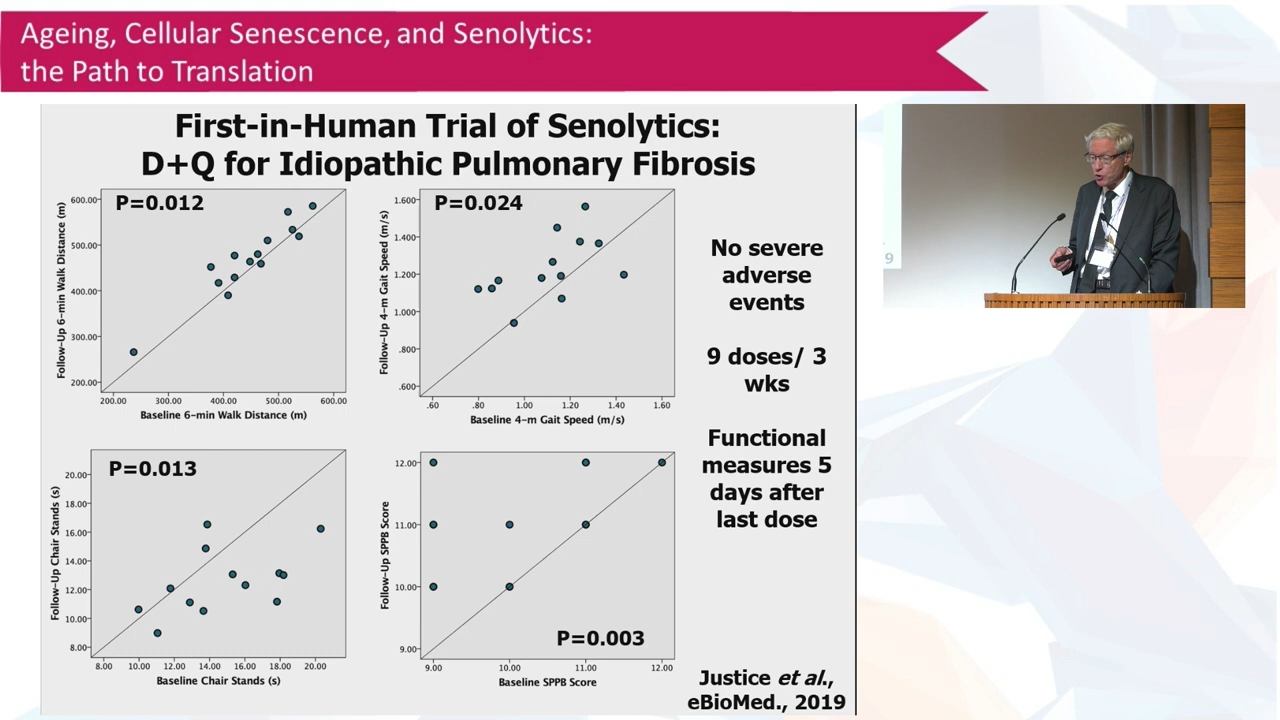 Ageing, Cellular Senescence, and Senolytics:
the Path to Translation
First-in-Human Trial of Senolytics:
D+Q for Idiopathic Pulmonary Fibrosis
P=0.012
Follow-Up 6-min Walk Distance (m)
600.00
500.00
400.00
300.00
200.00
200.00 300.00 400.00 500.00 600.00
Baseline 6-min Walk Distance (m)
P=0.024
Follow-Up 4-m Gait Speed (m/s)
1.600
1.400
1.200
1.000
.800
.600
.60 .80 1.00 1.20 1.40 1.60
Baseline 4-m Gait Speed (m/s)
P=0.013
Follow-Up Chair Stands (s)
20.00
18.00
16.00
14.00
12.00
10.00
8.00
8.00 10.00 12.00 14.00 16.00 18.00 20.00
Baseline Chair Stands (s)
Follow-Up SPPB Score
12.00
11.00
10.00
9.00
P=0.003
9.00 10.00 11.00 12.00
Baseline SPPB Score
No severe
adverse
events
9 doses/ 3
wks
Functional
measures 5
days after
last dose
Justice et al.,
eBioMed., 2019
9